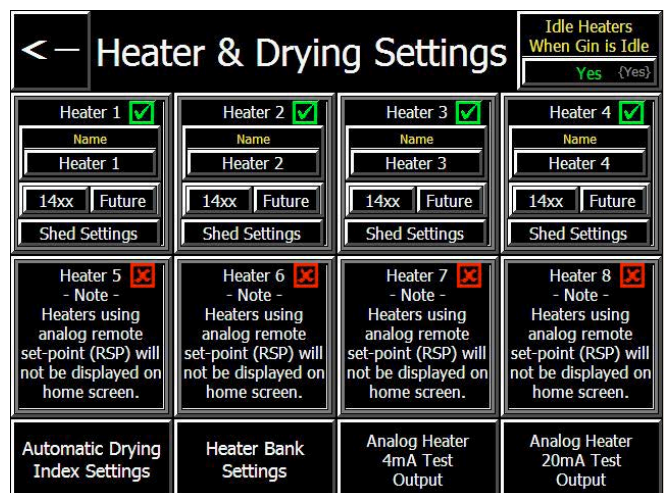 <- Heater & Drying Settings
Idle Heaters
When Gin is Idle
Yes {Yes}
Heater 1
Name
Heater 1
14xx Future
Shed Settings
Heater 2
Name
Heater 2
14xx Future
Shed Settings
Heater 3
Name
Heater 3
14xx Future
Shed Settings
Heater 4
Name
Heater 4
14xx Future
Shed Settings
Heater 5
- Note -
Heaters using
analog remote
set-point (RSP) will
not be displayed on
home screen.
Heater 6
- Note -
Heaters using
analog remote
set-point (RSP) will
not be displayed on
home screen.
Heater 7
- Note -
Heaters using
analog remote
set-point (RSP) will
not be displayed on
home screen.
Heater 8
- Note -
Heaters using
analog remote
set-point (RSP) will
not be displayed on
home screen.
Automatic Drying
Index Settings
Heater Bank
Settings
Analog Heater
4mA Test
Output
Analog Heater
20mA Test
Output